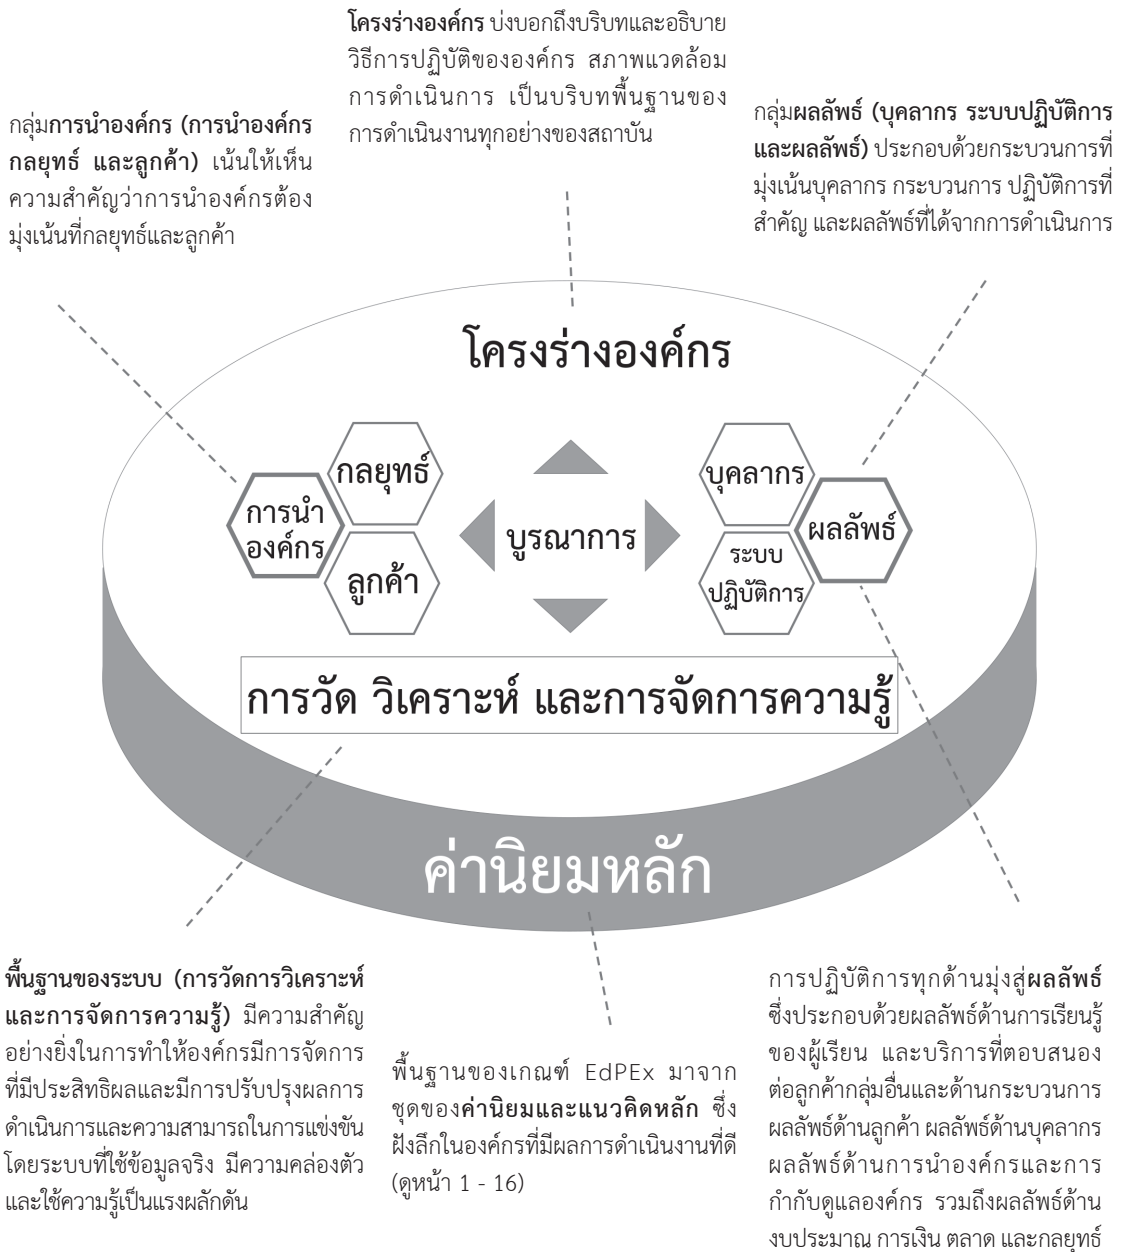 โครงร่างองค์กร บ่งบอกถึงบริบทและอธิบาย
วิธีการปฏิบัติขององค์กร สภาพแวดล้อม
การดำเนินการ เป็นบริบทพื้นฐานของ
การดำเนินงานทุกอย่างของสถาบัน
กลุ่มการนำองค์กร (การนำองค์กร
กลยุทธ์ และลูกค้า) เน้นให้เห็น
ความสำคัญว่าการนำองค์กรต้อง
มุ่งเน้นที่กลยุทธ์และลูกค้า
กลุ่มผลลัพธ์ (บุคลากร ระบบปฏิบัติการ
และผลลัพธ์) ประกอบด้วยกระบวนการที่
มุ่งเน้นบุคลากร กระบวนการ ปฏิบัติการที่
สำคัญ และผลลัพธ์ที่ได้จากการดำเนินการ
โครงร่างองค์กร
กลยุทธ์
การนำ
องค์กร
ลูกค้า
บูรณาการ
บุคลากร
ผลลัพธ์
ระบบ
ปฏิบัติการ
การวัด วิเคราะห์ และการจัดการความรู้
ค่านิยมหลัก
พื้นฐานของระบบ (การวัดการวิเคราะห์
และการจัดการความรู้) มีความสำคัญ
อย่างยิ่งในการทำให้องค์กรมีการจัดการ
ที่มีประสิทธิผลและมีการปรับปรุงผลการ
ดำเนินการและความสามารถในการแข่งขัน
โดยระบบที่ใช้ข้อมูลจริง มีความคล่องตัว
และใช้ความรู้เป็นแรงผลักดัน
พื้นฐานของเกณฑ์ EdPEx มาจาก
ชุดของค่านิยมและแนวคิดหลัก ซึ่ง
ฝังลึกในองค์กรที่มีผลการดำเนินงานที่ดี
(ดูหน้า 1 - 16)
การปฏิบัติการทุกด้านมุ่งสู่ผลลัพธ์
ซึ่งประกอบด้วยผลลัพธ์ด้านการเรียนรู้
ของผู้เรียน และบริการที่ตอบสนอง
ต่อลูกค้ากลุ่มอื่นและด้านกระบวนการ
ผลลัพธ์ด้านลูกค้า ผลลัพธ์ด้านบุคลากร
ผลลัพธ์ด้านการนำองค์กรและการ
กำกับดูแลองค์กร รวมถึงผลลัพธ์ด้าน
งบประมาณ การเงิน ตลาด และกลยุทธ์